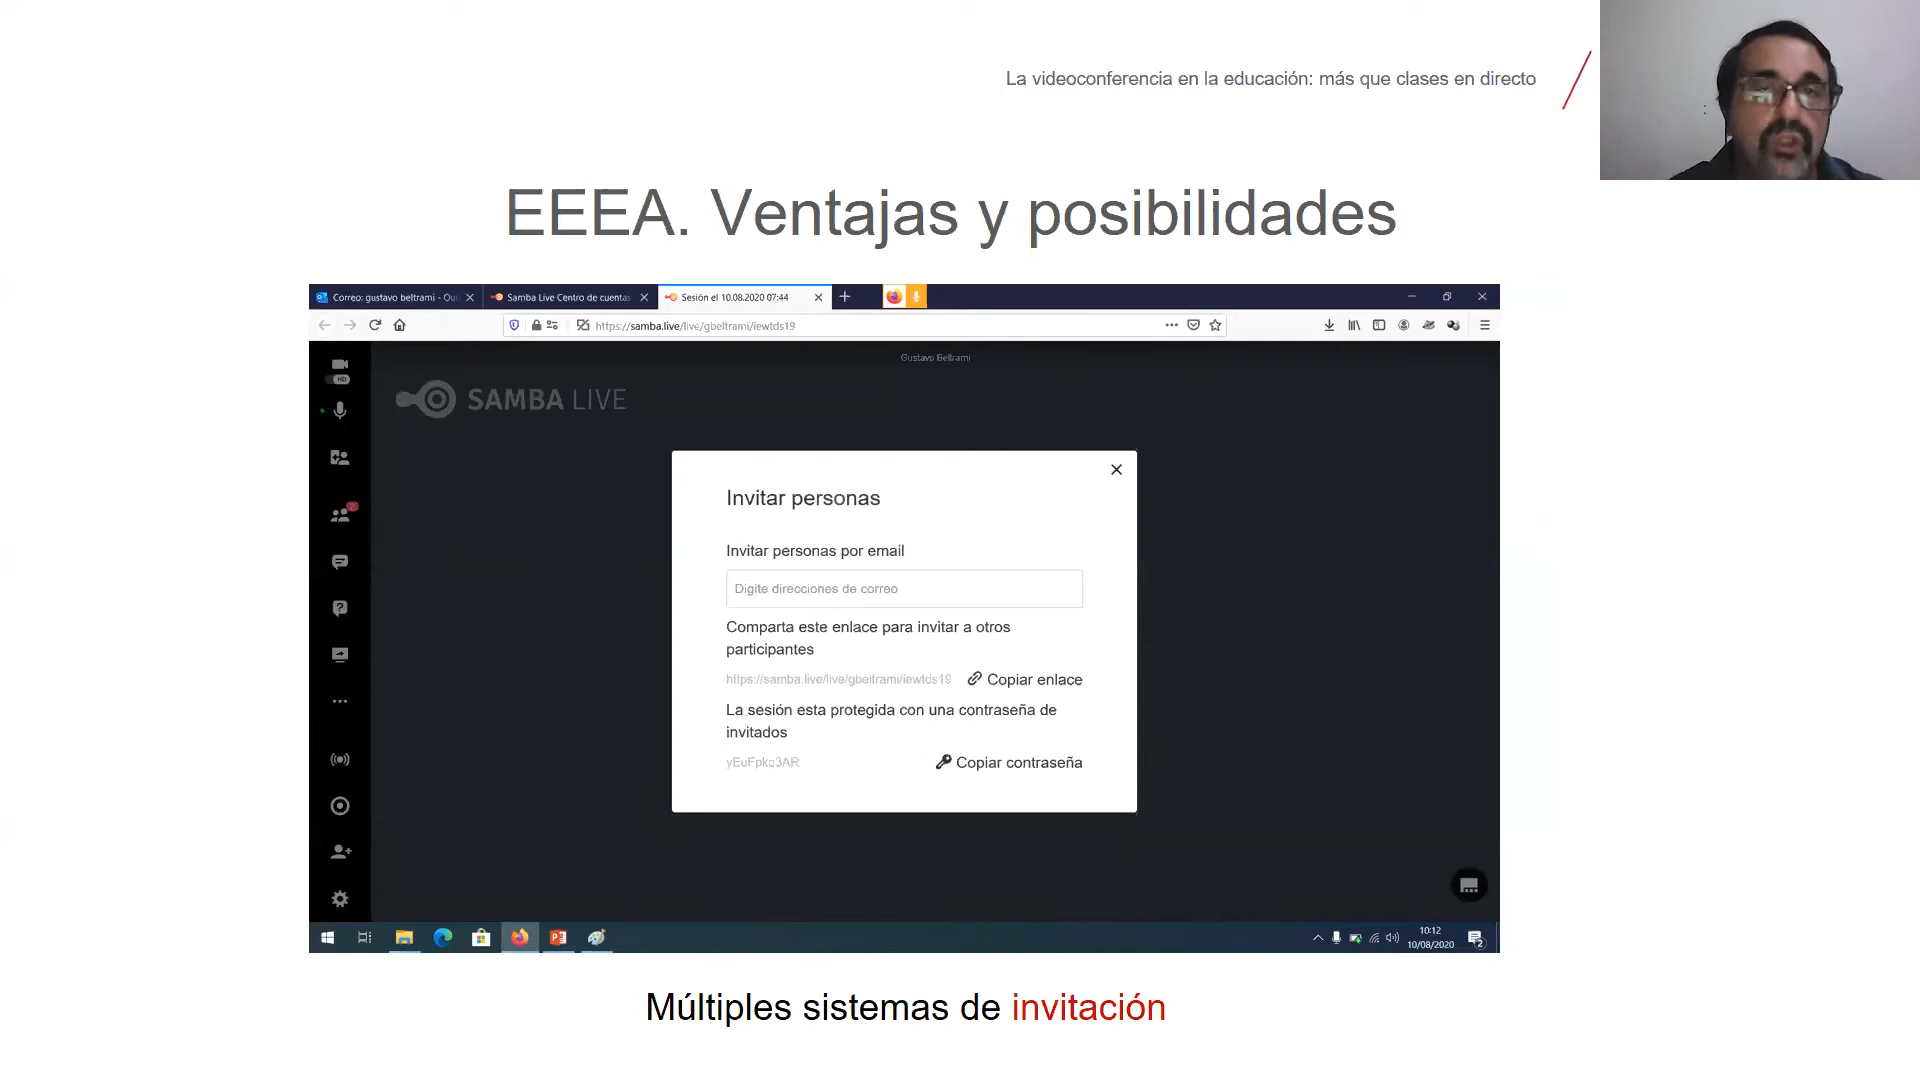 La videoconferencia en la educación: más que clases en directo
EEEA. Ventajas y posibilidades
Correo: gustavo beltrami - Ou
Samba Live Centro de cuentas
Sesión el 10.08.2020 07:44
https://samba.live/live/gbeltrami/iewtds19
Gustavo Beltrami
HD
SAMBA LIVE
Invitar personas
Invitar personas por email
Digite direcciones de correo
Comparta este enlace para invitar a otros
participantes
https://samba.live/live/gbeltrami/iewtds19 Copiar enlace
La sesión esta protegida con una contraseña de
invitados
yEuFpkq3AR Copiar contraseña
2
10:12
10/08/2020
2
Múltiples sistemas de invitación